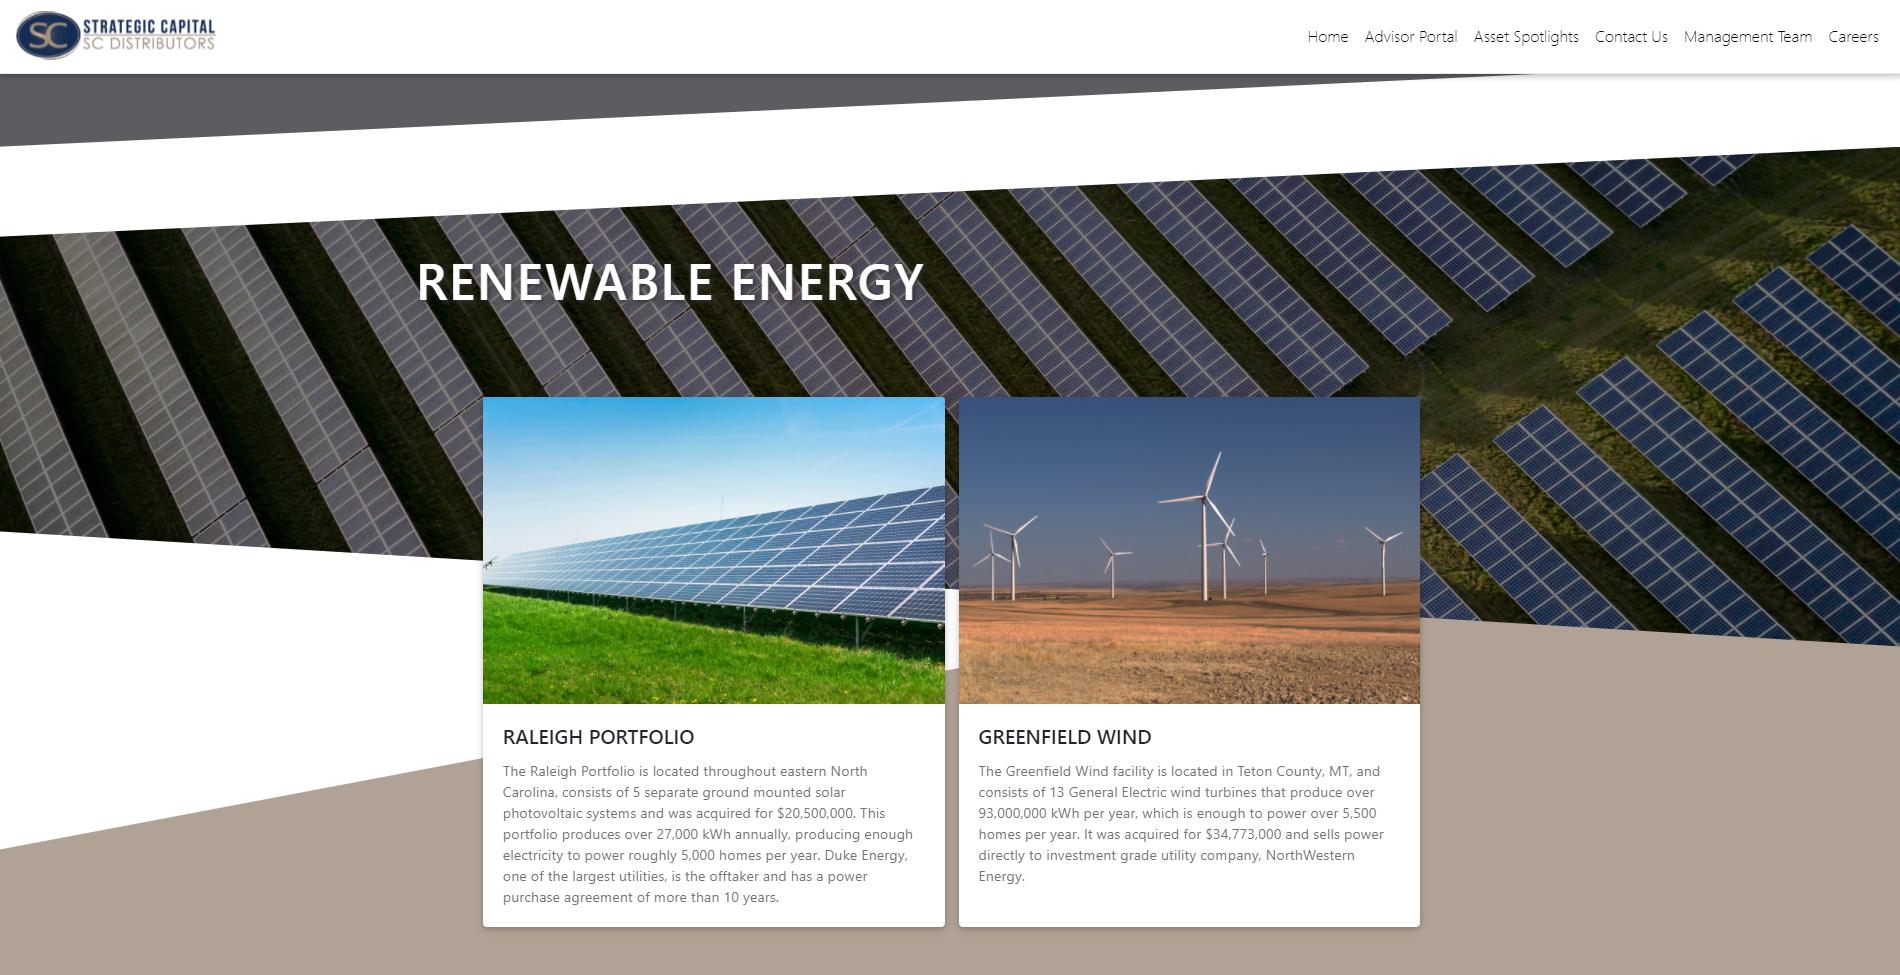 SC STRATEGIC CAPITAL
SC DISTRIBUTORS
Home Advisor Portal Asset Spotlights Contact Us Management Team Careers
RENEWABLE ENERGY
RALEIGH PORTFOLIO
The Raleigh Portfolio is located throughout eastern North
Carolina, consists of 5 separate ground mounted solar
photovoltaic systems and was acquired for $20,500,000. This
portfolio produces over 27,000 kWh annually, producing enough
electricity to power roughly 5,000 homes per year. Duke Energy,
one of the largest utilities, is the offtaker and has a power
purchase agreement of more than 10 years.
GREENFIELD WIND
The Greenfield Wind facility is located in Teton County, MT, and
consists of 13 General Electric wind turbines that produce over
93,000,000 kWh per year, which is enough to power over 5,500
homes per year. It was acquired for $34,773,000 and sells power
directly to investment grade utility company, NorthWestern
Energy.